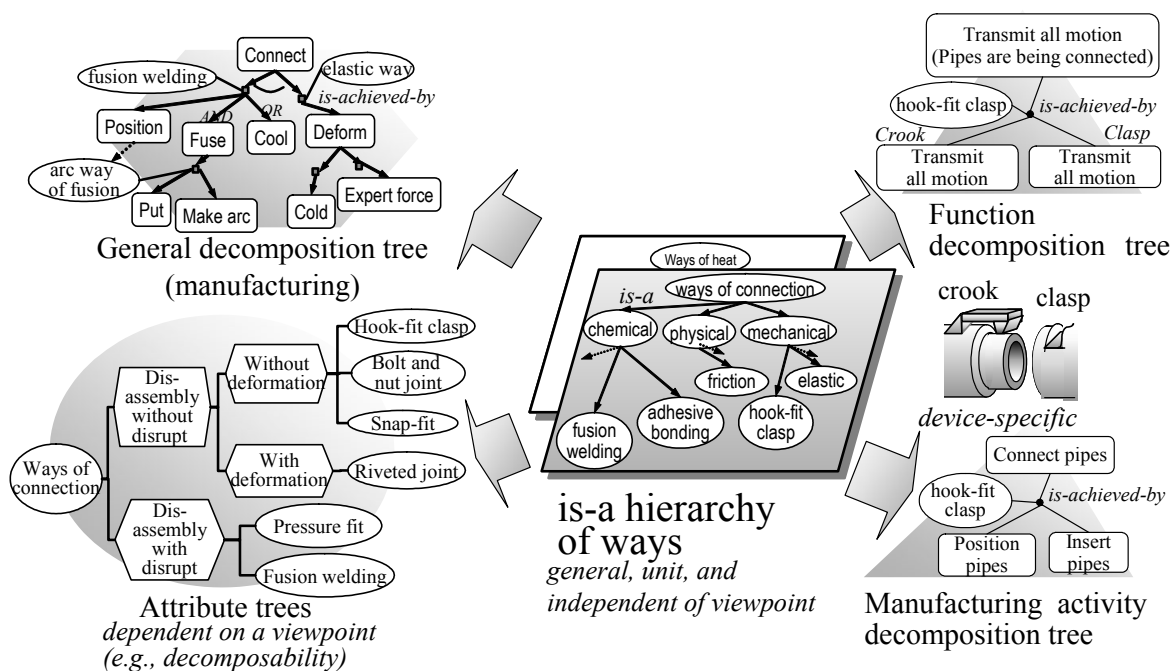 Connect
fusion welding
elastic way
is-achieved-by
AND
OR
Position
Fuse
Cool
Deform
arc way
of fusion
Put
Make arc
Cold
Expert force
General decomposition tree
(manufacturing)
Transmit all motion
(Pipes are being connected)
hook-fit clasp
is-achieved-by
Crook
Clasp
Transmit
all motion
Transmit
all motion
Function
decomposition tree
Ways of heat
ways of connection
is-a
chemical
physical
mechanical
friction
elastic
fusion
welding
adhesive
bonding
hook-fit
clasp
is-a hierarchy
of ways
general, unit, and
independent of viewpoint
Ways of
connection
Dis-
assembly
without
disrupt
Without
deformation
Hook-fit clasp
Bolt and
nut joint
Snap-fit
With
deformation
Riveted joint
Dis-
assembly
with
disrupt
Pressure fit
Fusion welding
Attribute trees
dependent on a viewpoint
(e.g., decomposability)
crook
clasp
device-specific
Connect pipes
hook-fit
clasp
is-achieved-by
Position
pipes
Insert
pipes
Manufacturing activity
decomposition tree